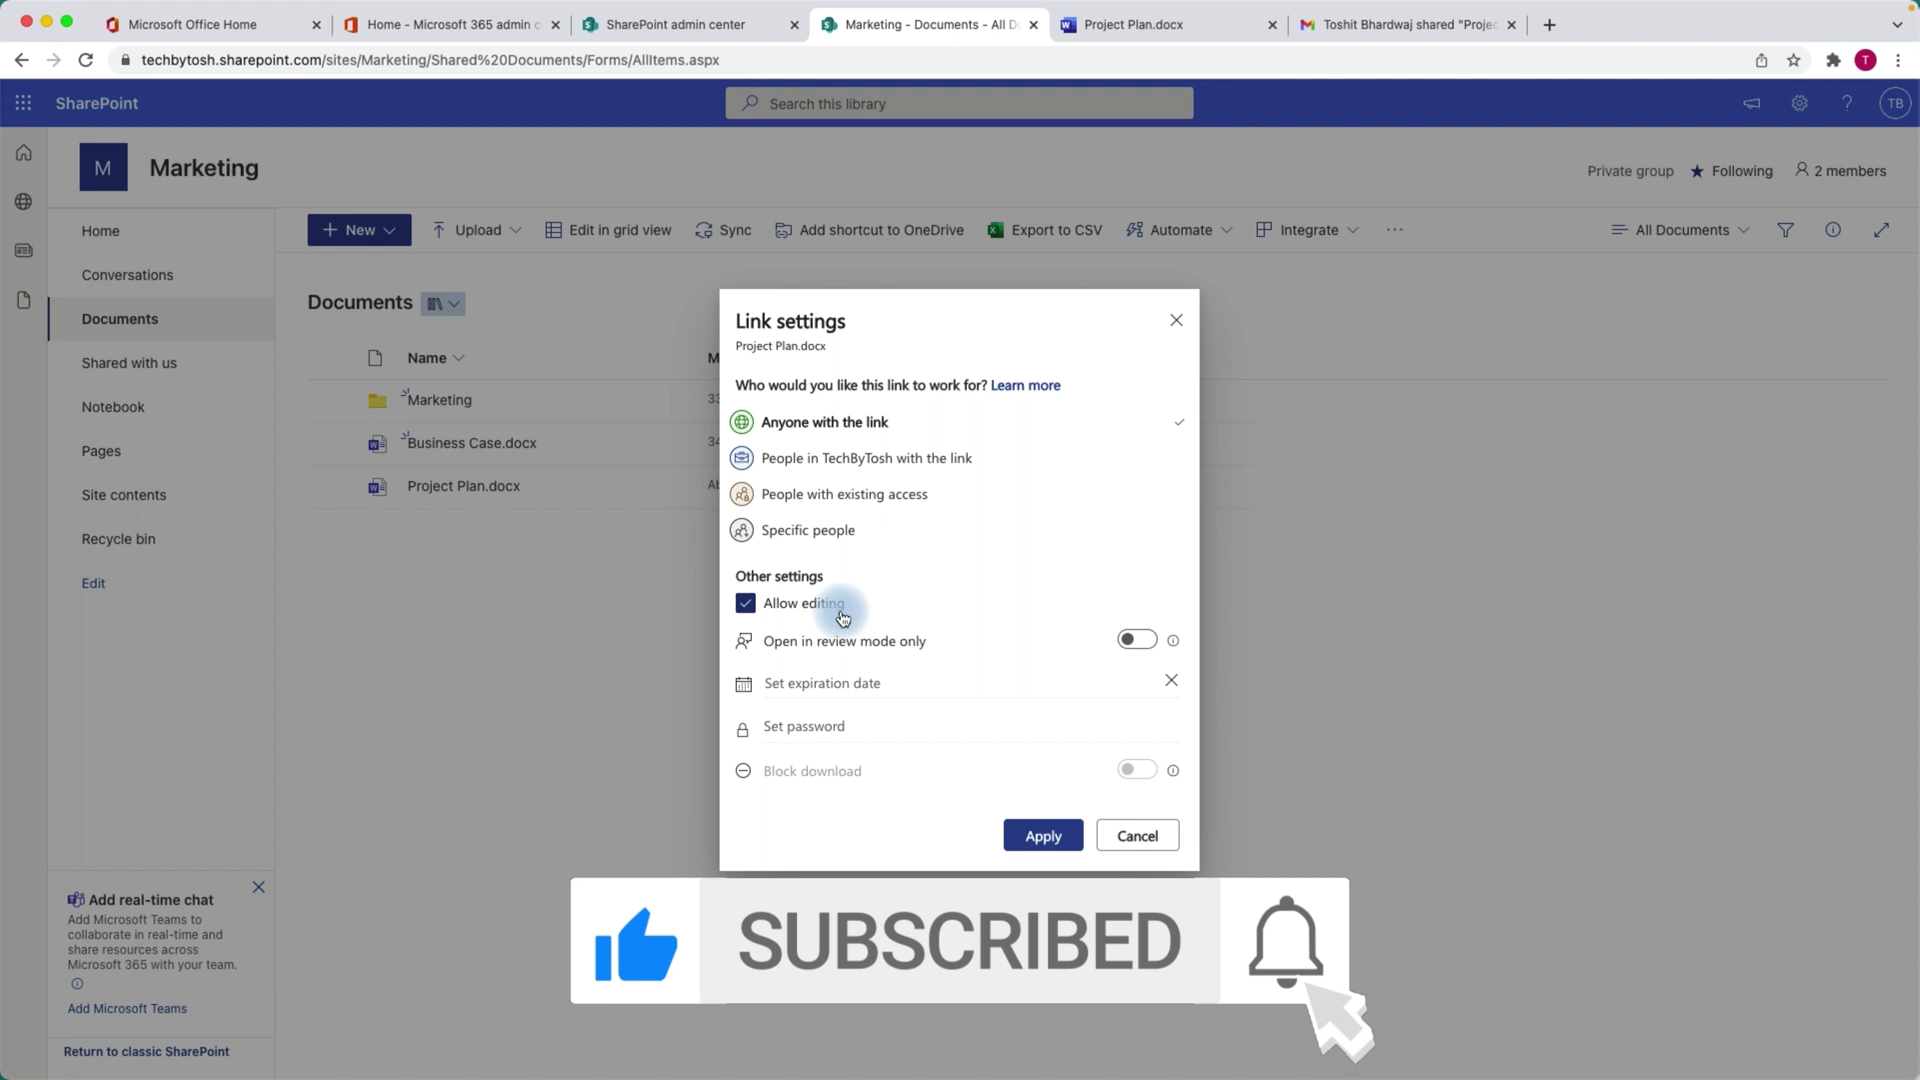 Microsoft Office Home
Home - Microsoft 365 admin c
SharePoint admin center
Marketing - Documents - All D
Project Plan.docx
Toshit Bhardwaj shared "Projec
techbytosh.sharepoint.com/sites/Marketing/Shared%20Documents/Forms/AllItems.aspx
T
SharePoint
Search this library
?
TB
M
Marketing
Private group
Following
2 members
Home
Conversations
Documents
Shared with us
Notebook
Pages
Site contents
Recycle bin
Edit
New
Upload
Edit in grid view
Sync
Add shortcut to OneDrive
Export to CSV
Automate
Integrate
All Documents
Documents
Name
M
Marketing
33
Business Case.docx
34
Project Plan.docx
Ab
Link settings
Project Plan.docx
Who would you like this link to work for? Learn more
Anyone with the link
People in TechByTosh with the link
People with existing access
Specific people
Other settings
Allow editing
Open in review mode only
Set expiration date
Set password
Block download
Apply
Cancel
Add real-time chat
Add Microsoft Teams to
collaborate in real-time and
share resources across
Microsoft 365 with your team.
Add Microsoft Teams
Return to classic SharePoint
SUBSCRIBED